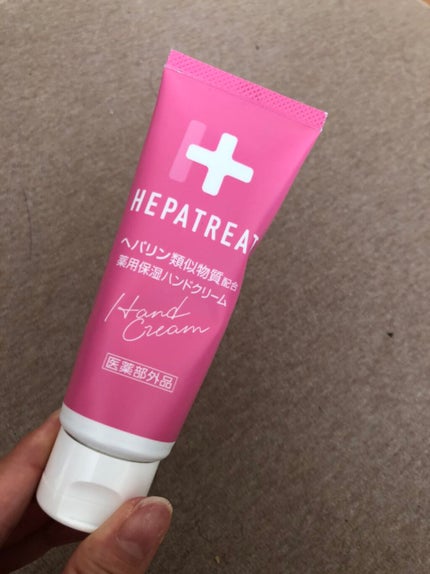 HEPATREAT
ヘパリン類似物質配合
薬用保湿ハンドクリーム
Hand
Cream
医薬部外品